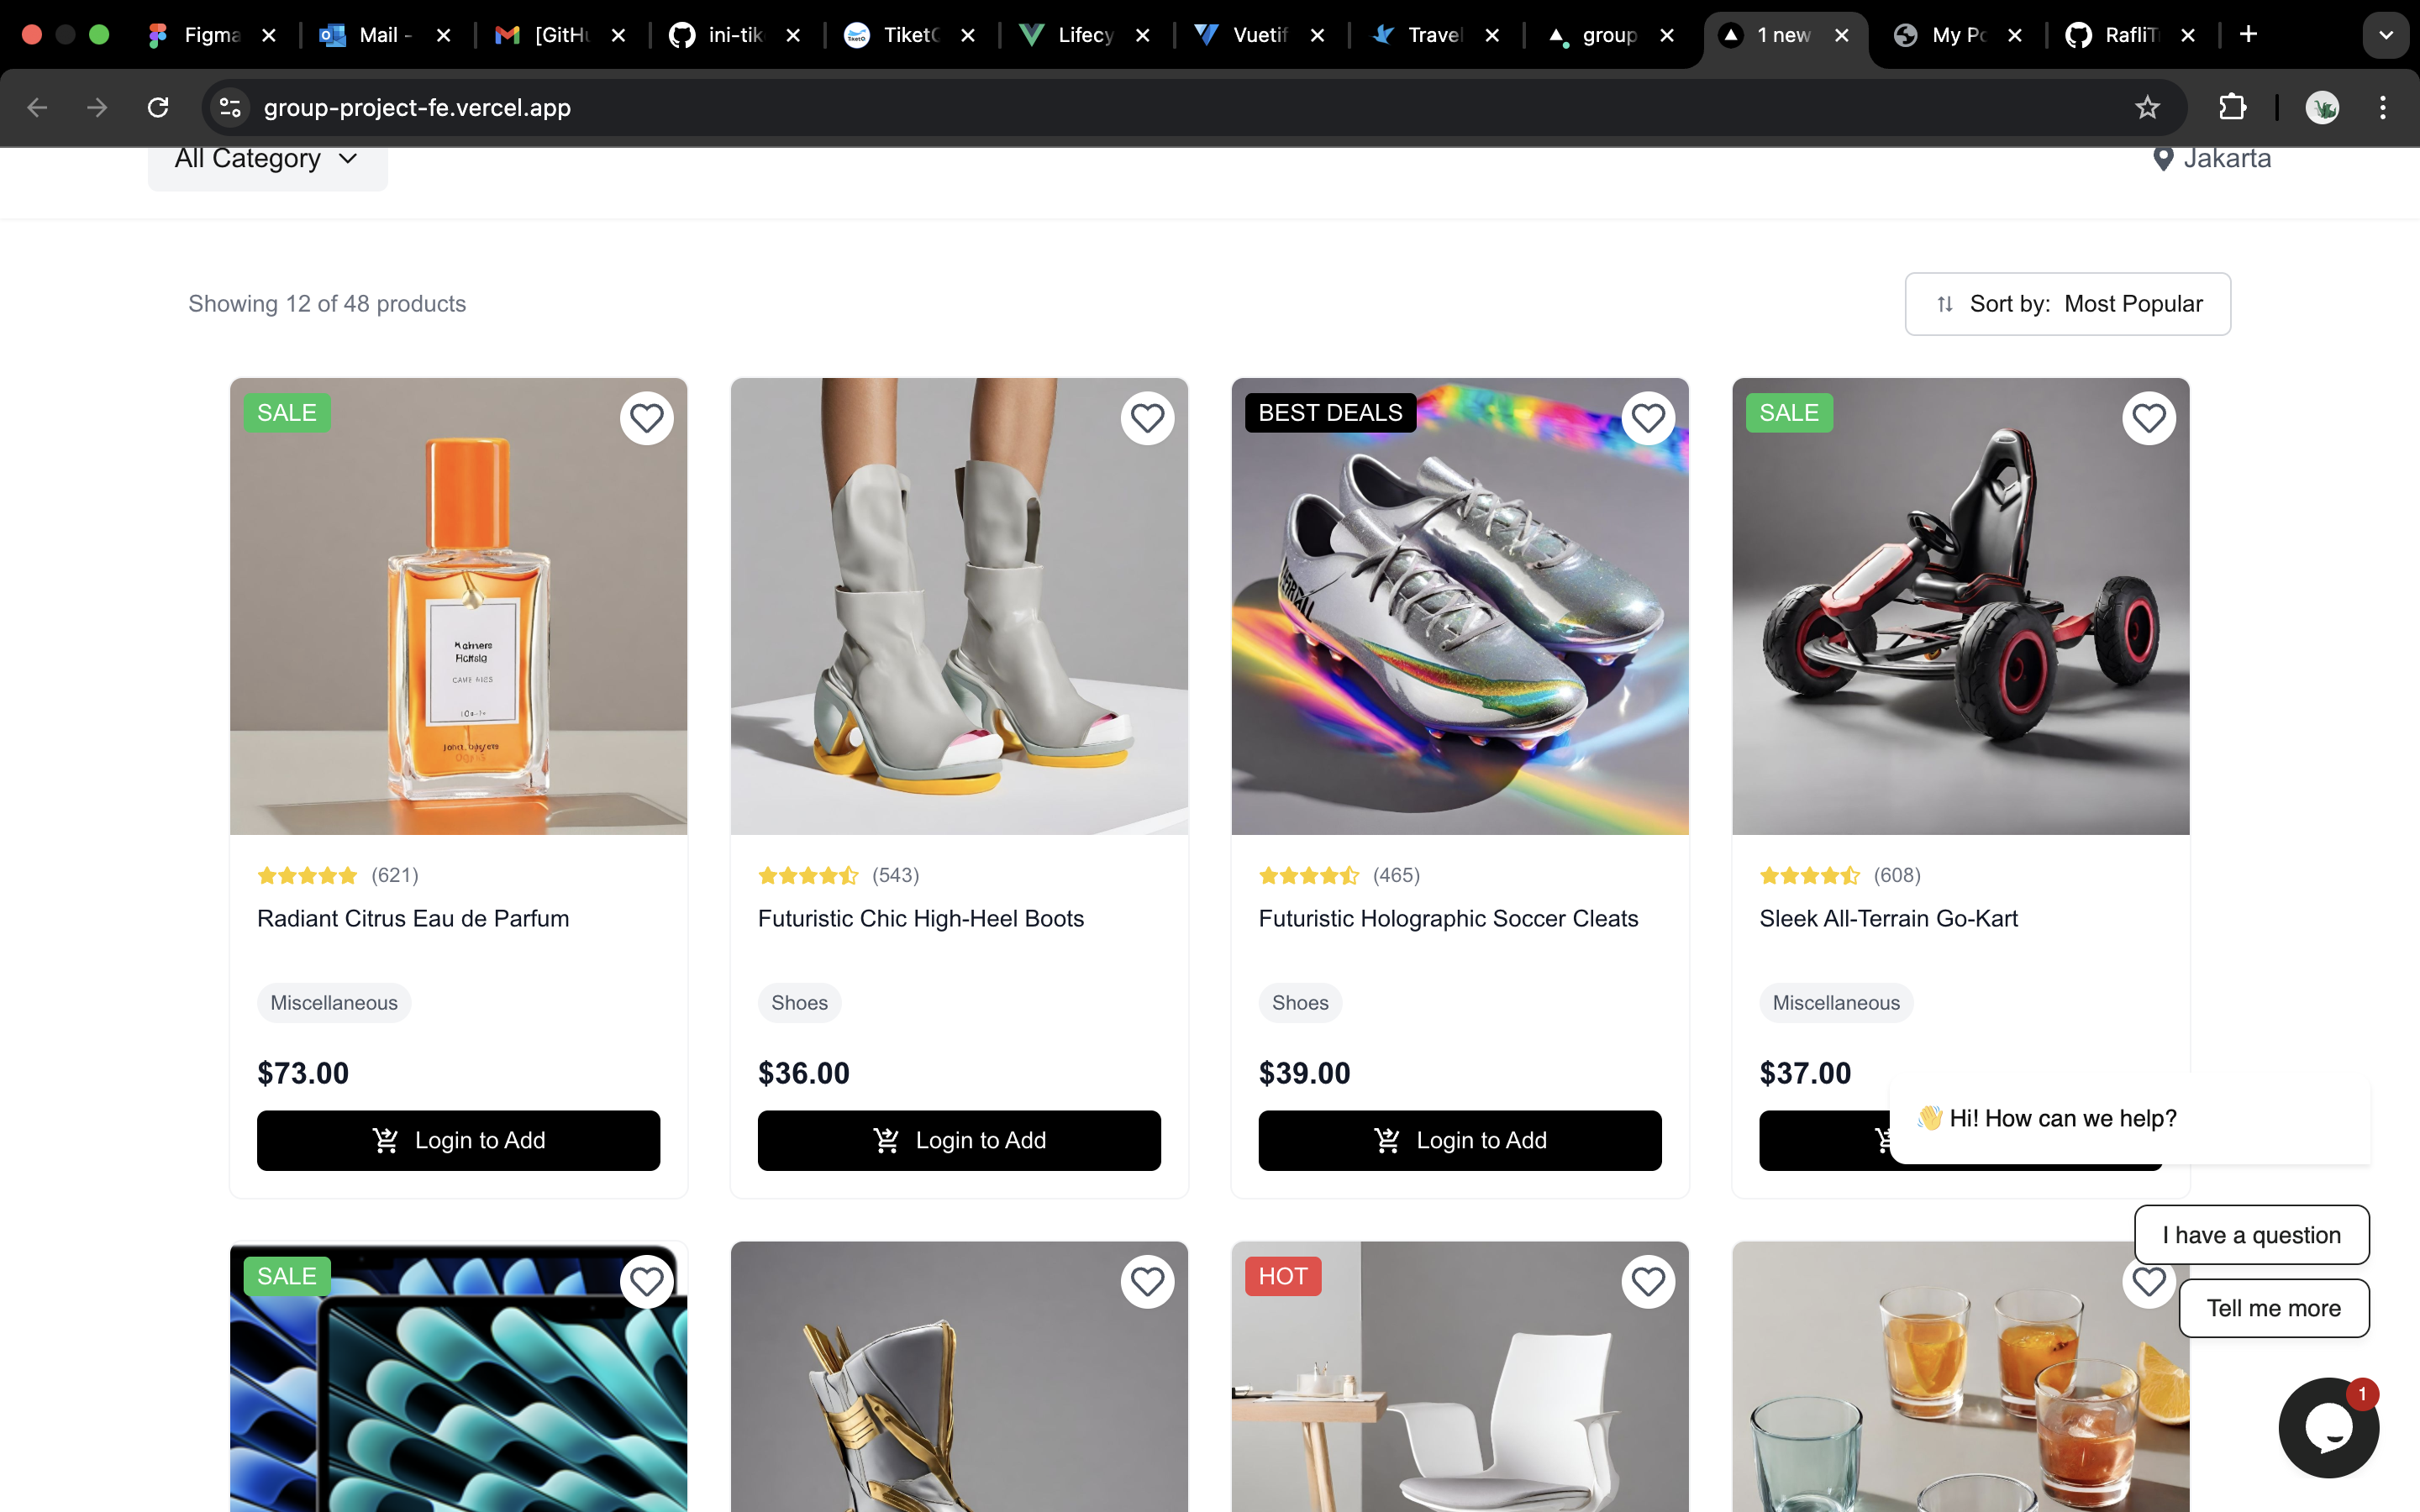 Figma
Mail -
[GitHu
ini-tik
TiketQ
Lifecy
Vuetif
Travel
group
1 new
My Po
RafliT
group-project-fe.vercel.app
All Category
Jakarta
Showing 12 of 48 products
Sort by: Most Popular
SALE
BEST DEALS
SALE
(621)
(543)
(465)
(608)
Radiant Citrus Eau de Parfum
Futuristic Chic High-Heel Boots
Futuristic Holographic Soccer Cleats
Sleek All-Terrain Go-Kart
Miscellaneous
Shoes
Shoes
Miscellaneous
$73.00
$36.00
$39.00
$37.00
Login to Add
Login to Add
Login to Add
👋 Hi! How can we help?
I have a question
Tell me more
SALE
HOT
1